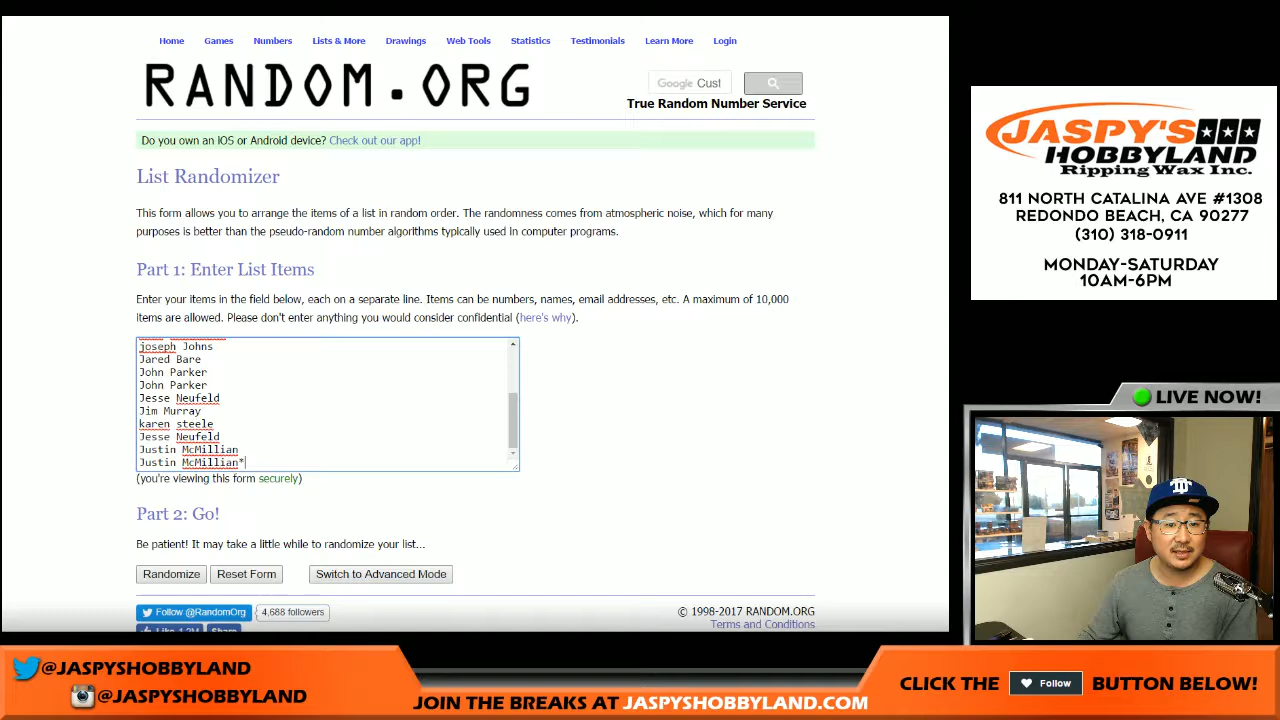 Home Games Numbers Lists & More Drawings Web Tools Statistics Testimonials Learn More Login
RANDOM.ORG
Google Cust
True Random Number Service
Do you own an iOS or Android device? Check out our app!
List Randomizer
This form allows you to arrange the items of a list in random order. The randomness comes from atmospheric noise, which for many
purposes is better than the pseudo-random number algorithms typically used in computer programs.
Part 1: Enter List Items
Enter your items in the field below, each on a separate line. Items can be numbers, names, email addresses, etc. A maximum of 10,000
items are allowed. Please don't enter anything you would consider confidential (here's why).
joseph Johns
Jared Bare
John Parker
John Parker
Jesse Neufeld
Jim Murray
karen steele
Jesse Neufeld
Justin McMillian
Justin McMillian*
(you're viewing this form securely)
Part 2: Go!
Be patient! It may take a little while to randomize your list...
Randomize Reset Form Switch to Advanced Mode
Follow @RandomOrg 4,688 followers
© 1998-2017 RANDOM.ORG
Like 1.2M Share
Terms and Conditions
JASPY'S
HOBBYLAND
Ripping Wax Inc.
811 NORTH CATALINA AVE #1308
REDONDO BEACH, CA 90277
(310) 318-0911
MONDAY-SATURDAY
10AM-6PM
LIVE NOW!
@JASPYSHOBBYLAND
@JASPYSHOBBYLAND
JOIN THE BREAKS AT JASPYSHOBBYLAND.COM
CLICK THE Follow BUTTON BELOW!